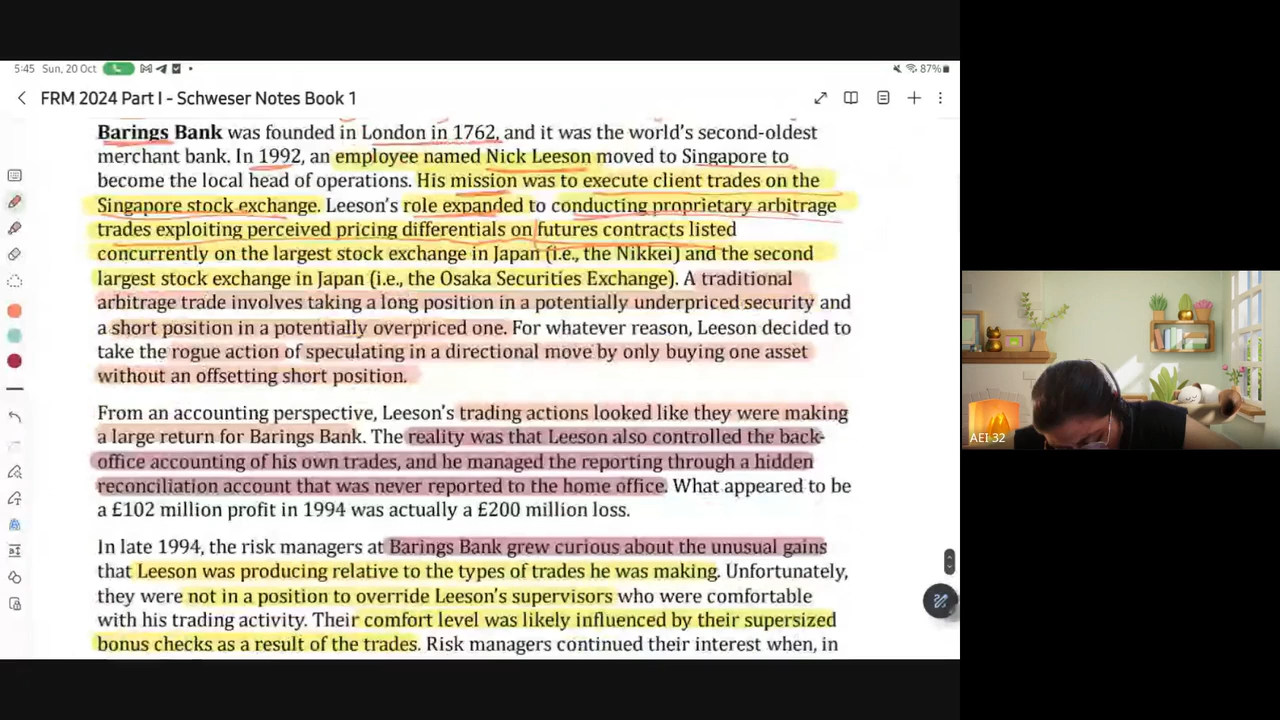 5:45 Sun, 20 Oct
87%
FRM 2024 Part I - Schweser Notes Book 1
Barings Bank was founded in London in 1762, and it was the world's second-oldest
merchant bank. In 1992, an employee named Nick Leeson moved to Singapore to
become the local head of operations. His mission was to execute client trades on the
Singapore stock exchange. Leeson's role expanded to conducting proprietary arbitrage
trades exploiting perceived pricing differentials on futures contracts listed
concurrently on the largest stock exchange in Japan (i.e., the Nikkei) and the second
largest stock exchange in Japan (i.e., the Osaka Securities Exchange). A traditional
arbitrage trade involves taking a long position in a potentially underpriced security and
a short position in a potentially overpriced one. For whatever reason, Leeson decided to
take the rogue action of speculating in a directional move by only buying one asset
without an offsetting short position.
From an accounting perspective, Leeson's trading actions looked like they were making
a large return for Barings Bank. The reality was that Leeson also controlled the back-
office accounting of his own trades, and he managed the reporting through a hidden
reconciliation account that was never reported to the home office. What appeared to be
a £102 million profit in 1994 was actually a £200 million loss.
In late 1994, the risk managers at Barings Bank grew curious about the unusual gains
that Leeson was producing relative to the types of trades he was making. Unfortunately,
they were not in a position to override Leeson's supervisors who were comfortable
with his trading activity. Their comfort level was likely influenced by their supersized
bonus checks as a result of the trades. Risk managers continued their interest when, in
AEI 32